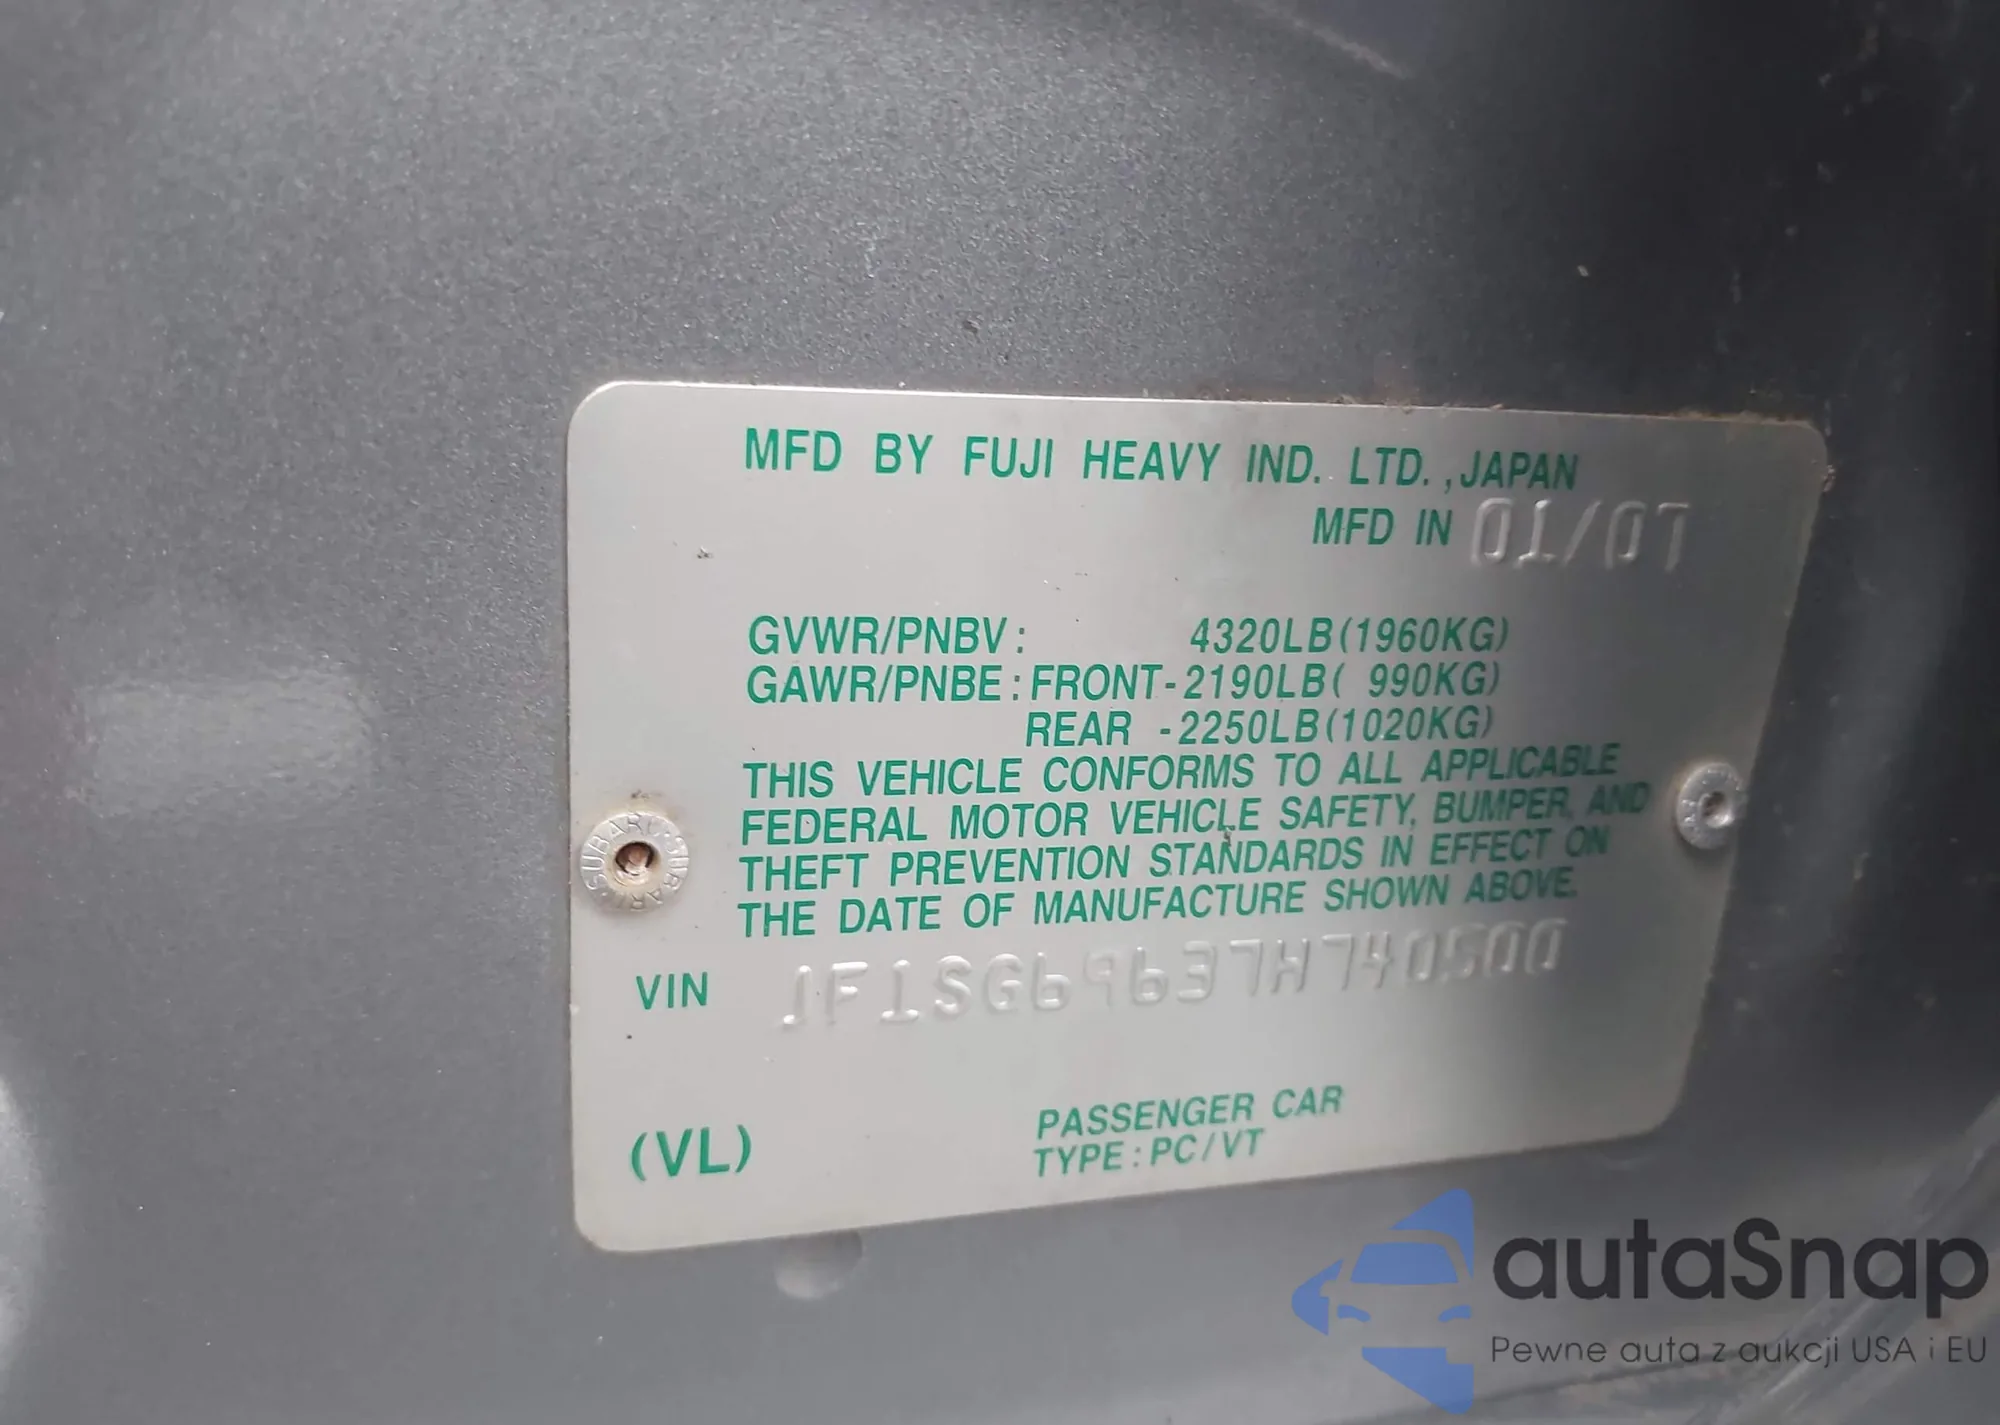 MFD BY FUJI HEAVY IND. LTD., JAPAN
MFD IN 01/07
GVWR/PNBV: 4320LB(1960KG)
GAWR/PNBE: FRONT-2190LB( 990KG)
REAR -2250LB(1020KG)
THIS VEHICLE CONFORMS TO ALL APPLICABLE
FEDERAL MOTOR VEHICLE SAFETY, BUMPER, AND
THEFT PREVENTION STANDARDS IN EFFECT ON
THE DATE OF MANUFACTURE SHOWN ABOVE.
SUBARU·SUBARU
VIN JF1SG69637H740500
(VL)
PASSENGER CAR
TYPE: PC/VT
autaSnap
Pewne auta z aukcji USA i EU